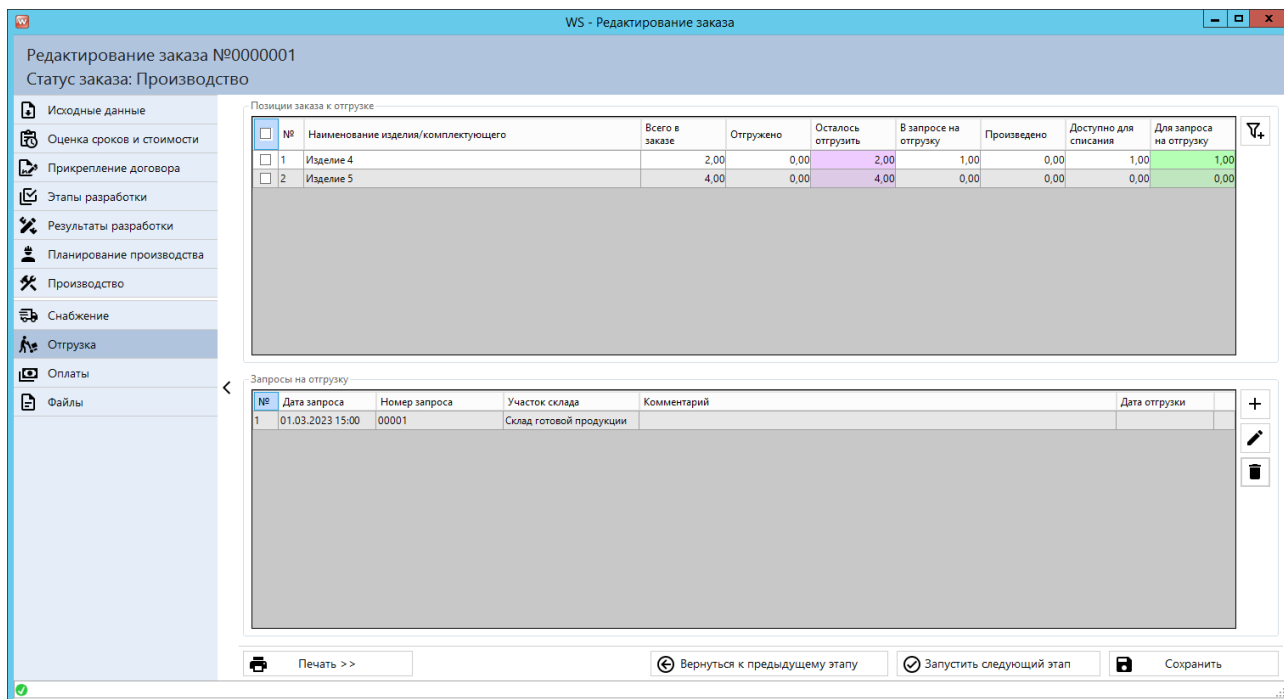 WS - Редактирование заказа
Редактирование заказа №0000001
Статус заказа: Производство
Исходные данные
Оценка сроков и стоимости
Прикрепление договора
Этапы разработки
Результаты разработки
Планирование производства
Производство
Снабжение
Отгрузка
Оплаты
Файлы
Позиции заказа к отгрузке
№ Наименование изделия/комплектующего Всего в заказе Отгружено Осталось отгрузить В запросе на отгрузку Произведено Доступно для списания Для запроса на отгрузку
1 Изделие 4 2,00 0,00 2,00 1,00 0,00 1,00 1,00
2 Изделие 5 4,00 0,00 4,00 0,00 0,00 0,00 0,00
Запросы на отгрузку
№ Дата запроса Номер запроса Участок склада Комментарий Дата отгрузки
1 01.03.2023 15:00 00001 Склад готовой продукции
Печать >> Вернуться к предыдущему этапу Запустить следующий этап Сохранить